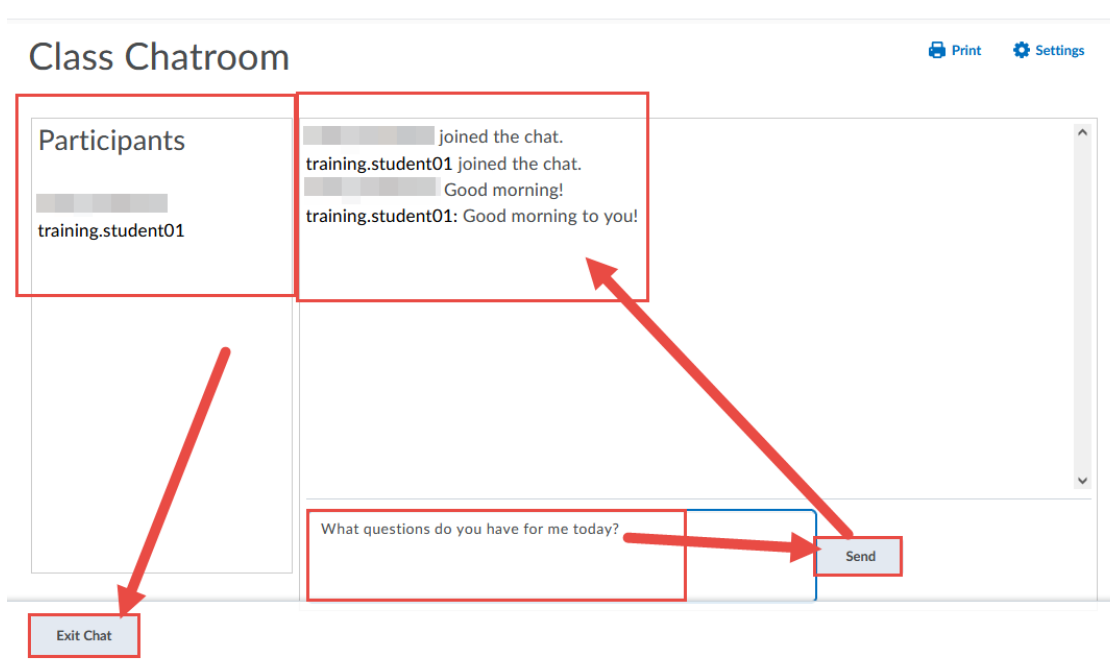 Class Chatroom
Print
Settings
Participants
training.student01
joined the chat.
training.student01 joined the chat.
Good morning!
training.student01: Good morning to you!
What questions do you have for me today?
Send
Exit Chat